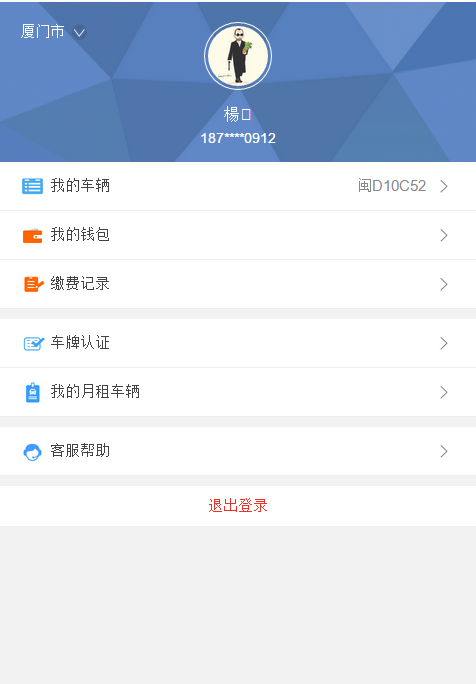 厦门市
楊
187****0912
我的车辆 闽D10C52
我的钱包
缴费记录
车牌认证
我的月租车辆
客服帮助
退出登录